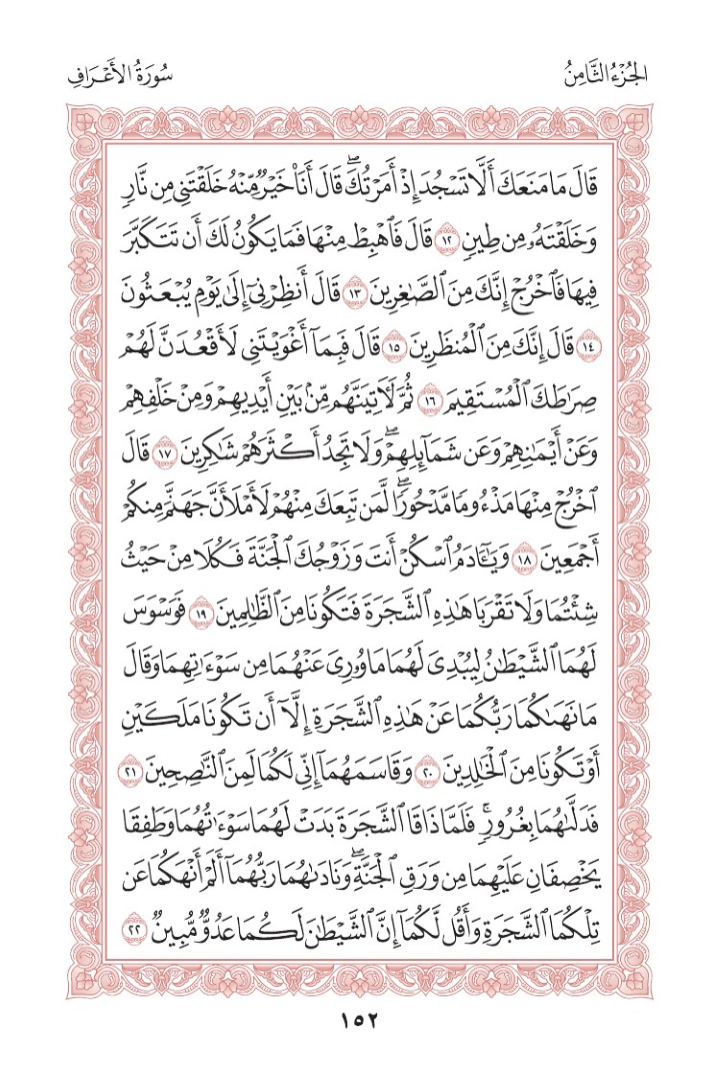 الجُزْءُ الثَّامِنُ
سُورَةُ الأَعْرَافِ
قَالَ مَا مَنَعَكَ أَلَّا تَسْجُدَ إِذْ أَمَرْتُكَۖ قَالَ أَنَا۠ خَيْرٌ مِّنْهُ خَلَقْتَنِي مِن نَّارٍ
وَخَلَقْتَهُۥ مِن طِينٍ ١٢ قَالَ فَٱهْبِطْ مِنْهَا فَمَا يَكُونُ لَكَ أَن تَتَكَبَّرَ
فِيهَا فَٱخْرُجْ إِنَّكَ مِنَ ٱلصَّٰغِرِينَ ١٣ قَالَ أَنظِرْنِيٓ إِلَىٰ يَوْمِ يُبْعَثُونَ
١٤ قَالَ إِنَّكَ مِنَ ٱلْمُنظَرِينَ ١٥ قَالَ فَبِمَآ أَغْوَيْتَنِي لَأَقْعُدَنَّ لَهُمْ
صِرَٰطَكَ ٱلْمُسْتَقِيمَ ١٦ ثُمَّ لَأٓتِيَنَّهُم مِّنۢ بَيْنِ أَيْدِيهِمْ وَمِنْ خَلْفِهِمْ
وَعَنْ أَيْمَٰنِهِمْ وَعَن شَمَآئِلِهِمْۖ وَلَا تَجِدُ أَكْثَرَهُمْ شَٰكِرِينَ ١٧ قَالَ
ٱخْرُجْ مِنْهَا مَذْءُومًا مَّدْحُورًاۖ لَّمَن تَبِعَكَ مِنْهُمْ لَأَمْلَأَنَّ جَهَنَّمَ مِنكُمْ
أَجْمَعِينَ ١٨ وَيَٰٓـَٔادَمُ ٱسْكُنْ أَنتَ وَزَوْجُكَ ٱلْجَنَّةَ فَكُلَا مِنْ حَيْثُ
شِئْتُمَا وَلَا تَقْرَبَا هَٰذِهِ ٱلشَّجَرَةَ فَتَكُونَا مِنَ ٱلظَّٰلِمِينَ ١٩ فَوَسْوَسَ
لَهُمَا ٱلشَّيْطَٰنُ لِيُبْدِيَ لَهُمَا مَا وُۥرِيَ عَنْهُمَا مِن سَوْءَٰتِهِمَا وَقَالَ
مَا نَهَىٰكُمَا رَبُّكُمَا عَنْ هَٰذِهِ ٱلشَّجَرَةِ إِلَّآ أَن تَكُونَا مَلَكَيْنِ
أَوْ تَكُونَا مِنَ ٱلْخَٰلِدِينَ ٢٠ وَقَاسَمَهُمَآ إِنِّي لَكُمَا لَمِنَ ٱلنَّٰصِحِينَ ٢١
فَدَلَّىٰهُمَا بِغُرُورٍۚ فَلَمَّا ذَاقَا ٱلشَّجَرَةَ بَدَتْ لَهُمَا سَوْءَٰتُهُمَا وَطَفِقَا
يَخْصِفَانِ عَلَيْهِمَا مِن وَرَقِ ٱلْجَنَّةِۖ وَنَادَىٰهُمَا رَبُّهُمَآ أَلَمْ أَنْهَكُمَا عَن
تِلْكُمَا ٱلشَّجَرَةِ وَأَقُل لَّكُمَآ إِنَّ ٱلشَّيْطَٰنَ لَكُمَا عَدُوٌّ مُّبِينٌ ٢٢
١٥٢